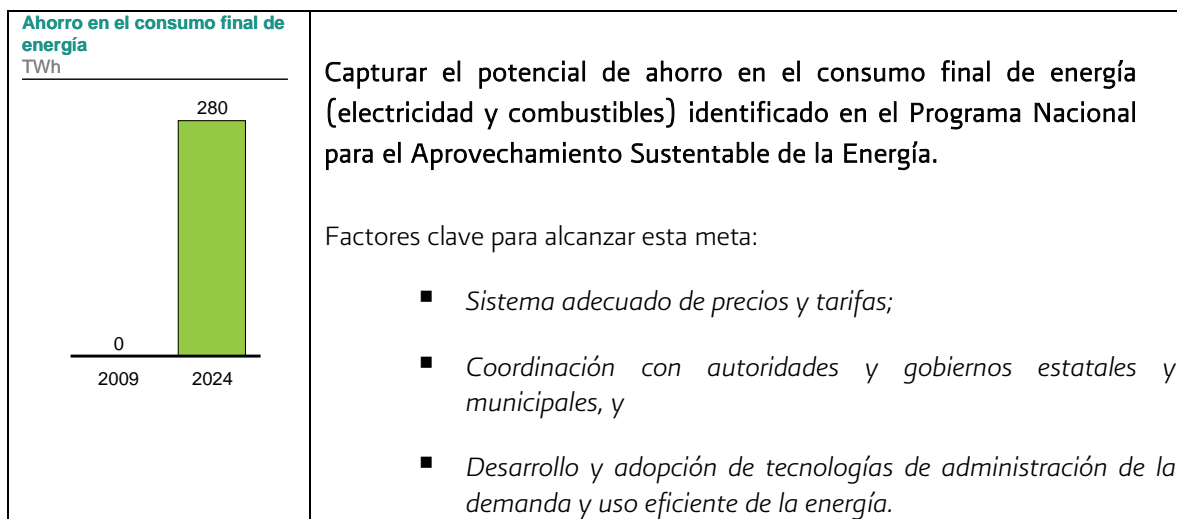 Ahorro en el consumo final de
energía
TWh
280
0
2009 2024
Capturar el potencial de ahorro en el consumo final de energía
(electricidad y combustibles) identificado en el Programa Nacional
para el Aprovechamiento Sustentable de la Energía.
Factores clave para alcanzar esta meta:
▪ Sistema adecuado de precios y tarifas;
▪ Coordinación con autoridades y gobiernos estatales y
municipales, y
▪ Desarrollo y adopción de tecnologías de administración de la
demanda y uso eficiente de la energía.